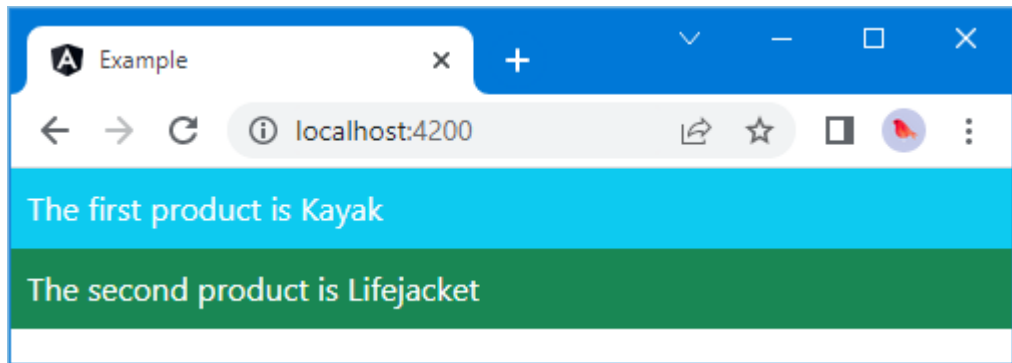 Example
localhost:4200
The first product is Kayak
The second product is Lifejacket